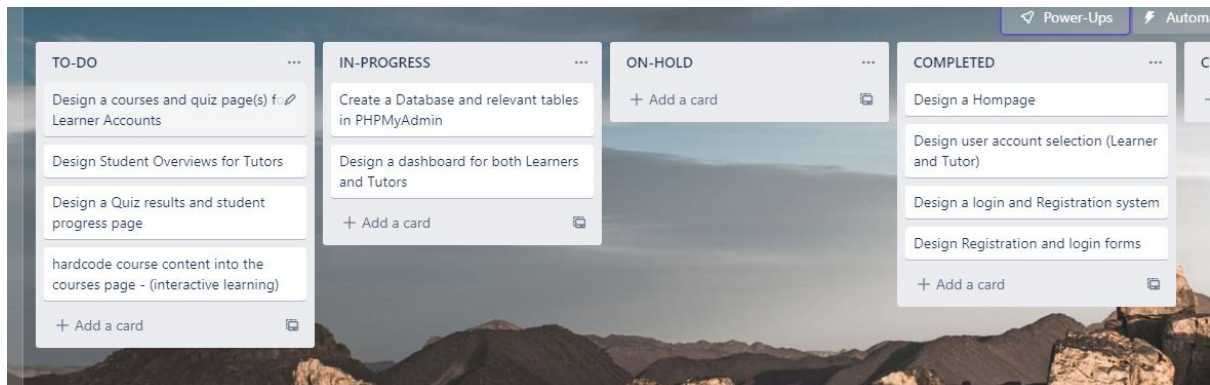 Power-Ups
Autom
TO-DO
Design a courses and quiz page(s) f
Learner Accounts
Design Student Overviews for Tutors
Design a Quiz results and student
progress page
hardcode course content into the
courses page - (interactive learning)
+ Add a card
IN-PROGRESS
Create a Database and relevant tables
in PHPMyAdmin
Design a dashboard for both Learners
and Tutors
+ Add a card
ON-HOLD
+ Add a card
COMPLETED
Design a Hompage
Design user account selection (Learner
and Tutor)
Design a login and Registration system
Design Registration and login forms
+ Add a card
C